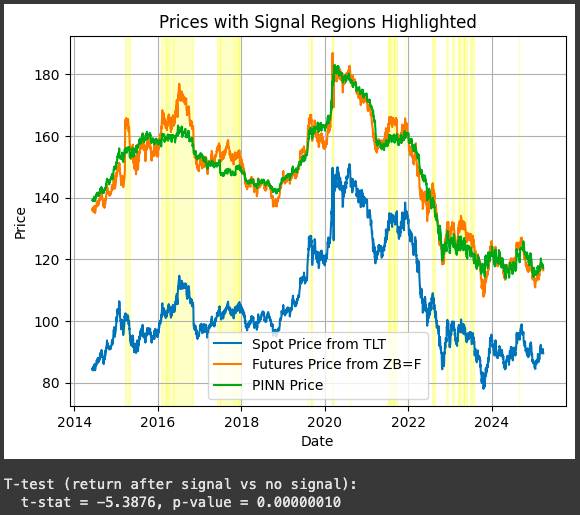 Prices with Signal Regions Highlighted
180
160
140
120
100
80
Price
Spot Price from TLT
Futures Price from ZB=F
PINN Price
2014 2016 2018 2020 2022 2024
Date
T-test (return after signal vs no signal):
t-stat = -5.3876, p-value = 0.00000010